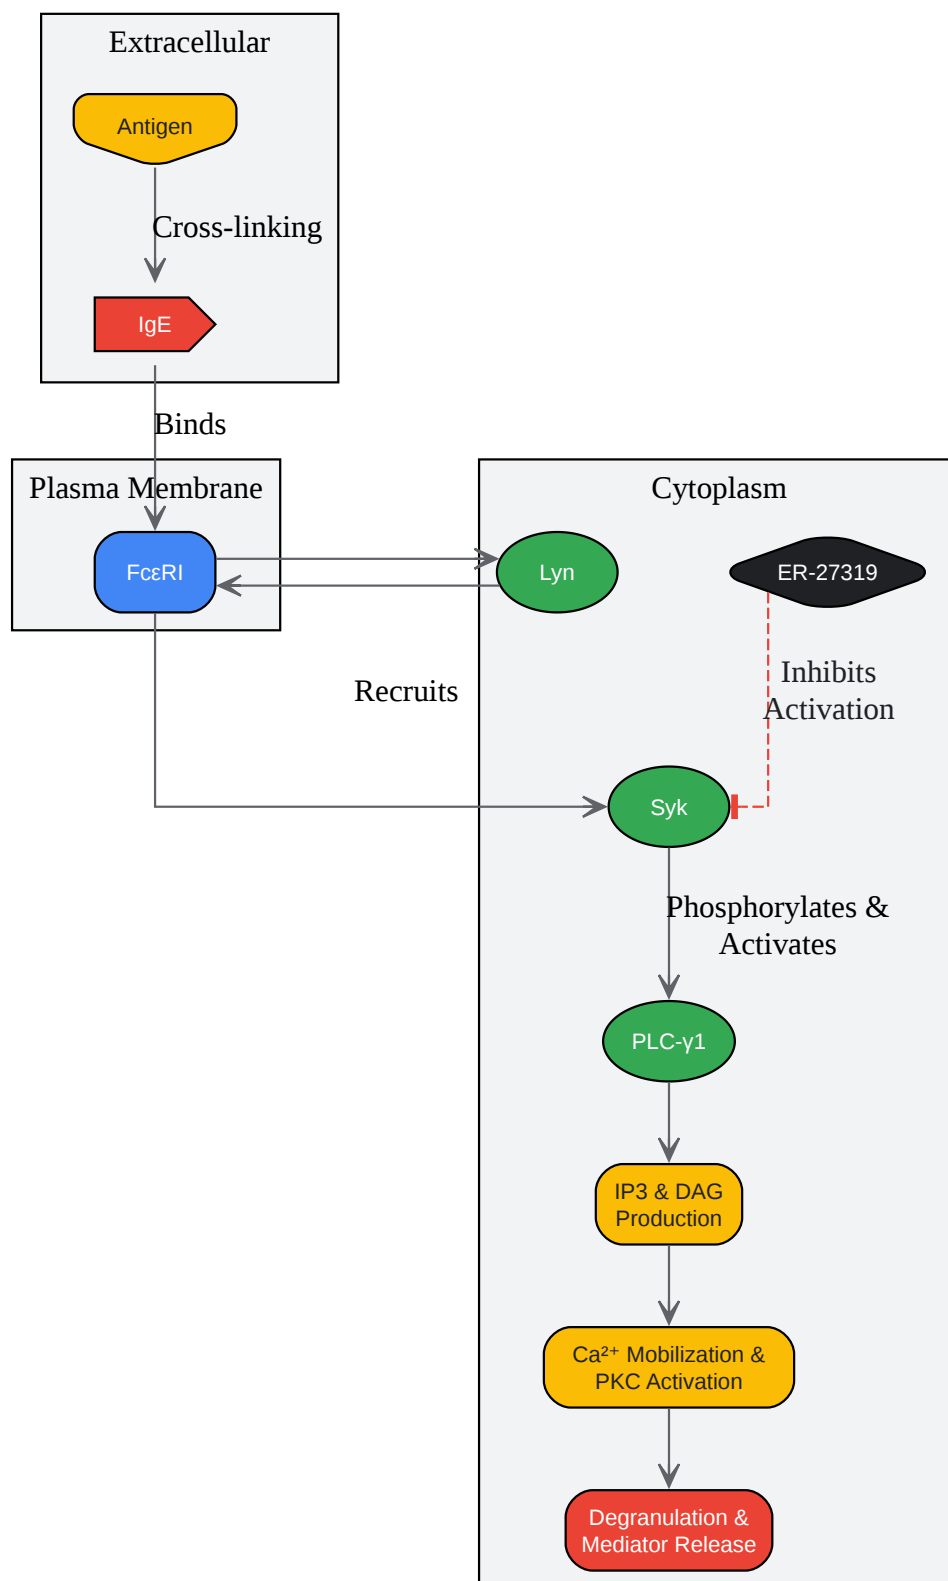 Extracellular
Antigen
Cross-linking
IgE
Binds
Plasma Membrane
FcεRI
Cytoplasm
Lyn
ER-27319
Inhibits
Activation
Recruits
Syk
Phosphorylates &
Activates
PLC-γ1
IP3 & DAG
Production
Ca²⁺ Mobilization &
PKC Activation
Degranulation &
Mediator Release